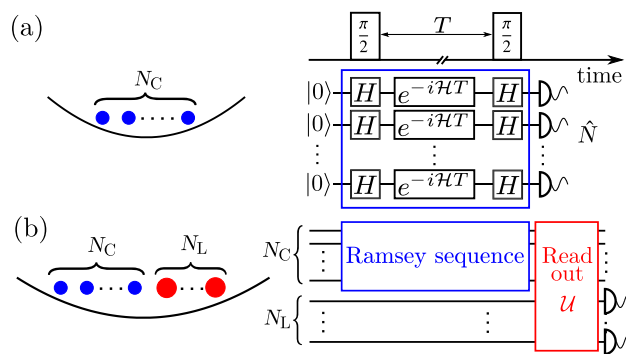 (a)
N_C
π/2 T π/2
time
|0⟩ H e^{-iℋT} H
|0⟩ H e^{-iℋT} H
N̂
|0⟩ H e^{-iℋT} H
(b)
N_C N_L
N_C Ramsey sequence
Read
out
𝒰
N_L